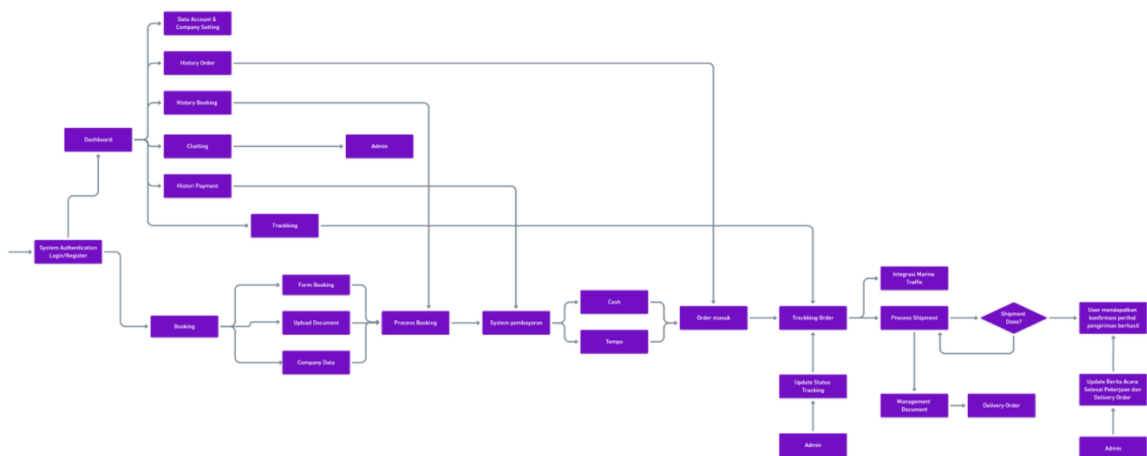 Data Account &
Company Setting
History Order
History Booking
Dashboard
Chatting
Admin
Histori Payment
Trackking
System Authentication
Login/Register
Integrasi Marine
Traffic
Form Booking
Cash
Booking
Upload Document
Process Booking
System pembayaran
Order masuk
Trackking Order
Process Shipment
Shipment
Done?
User mendapatkan
konfirmasi perihal
pengiriman berhasil
Tempo
Company Data
Update Status
Tracking
Management
Document
Delivery Order
Update Berita Acara
Selesai Pekerjaan dan
Delivery Order
Admin
Admin